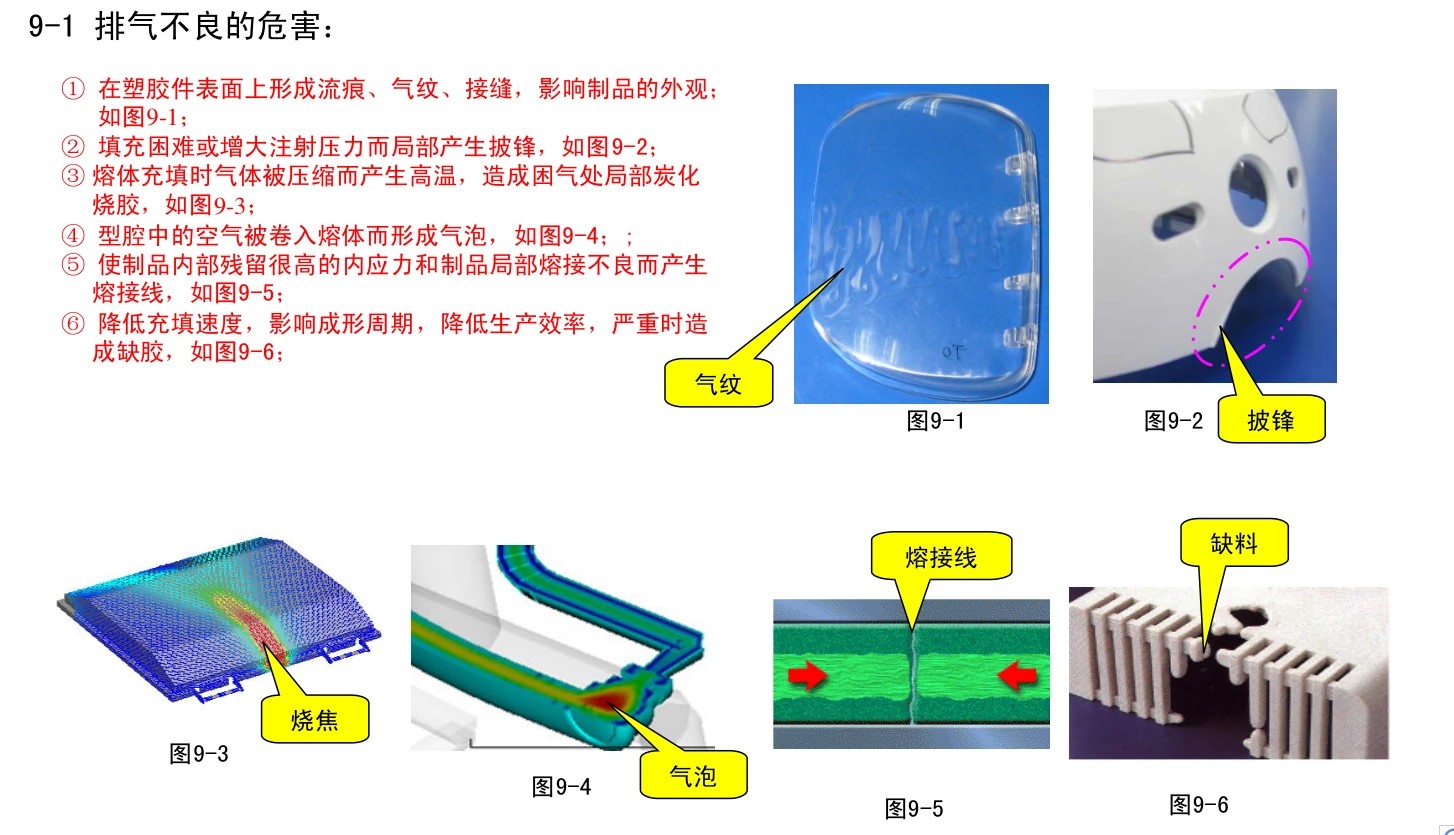 9-1 排气不良的危害：
① 在塑胶件表面上形成流痕、气纹、接缝，影响制品的外观；
如图9-1；
② 填充困难或增大注射压力而局部产生披锋，如图9-2；
③ 熔体充填时气体被压缩而产生高温，造成困气处局部炭化
烧胶，如图9-3；
④ 型腔中的空气被卷入熔体而形成气泡，如图9-4；；
⑤ 使制品内部残留很高的内应力和制品局部熔接不良而产生
熔接线，如图9-5；
⑥ 降低充填速度，影响成形周期，降低生产效率，严重时造
成缺胶，如图9-6；
气纹
图9-1
图9-2
披锋
T0
烧焦
图9-3
图9-4
气泡
熔接线
图9-5
缺料
图9-6